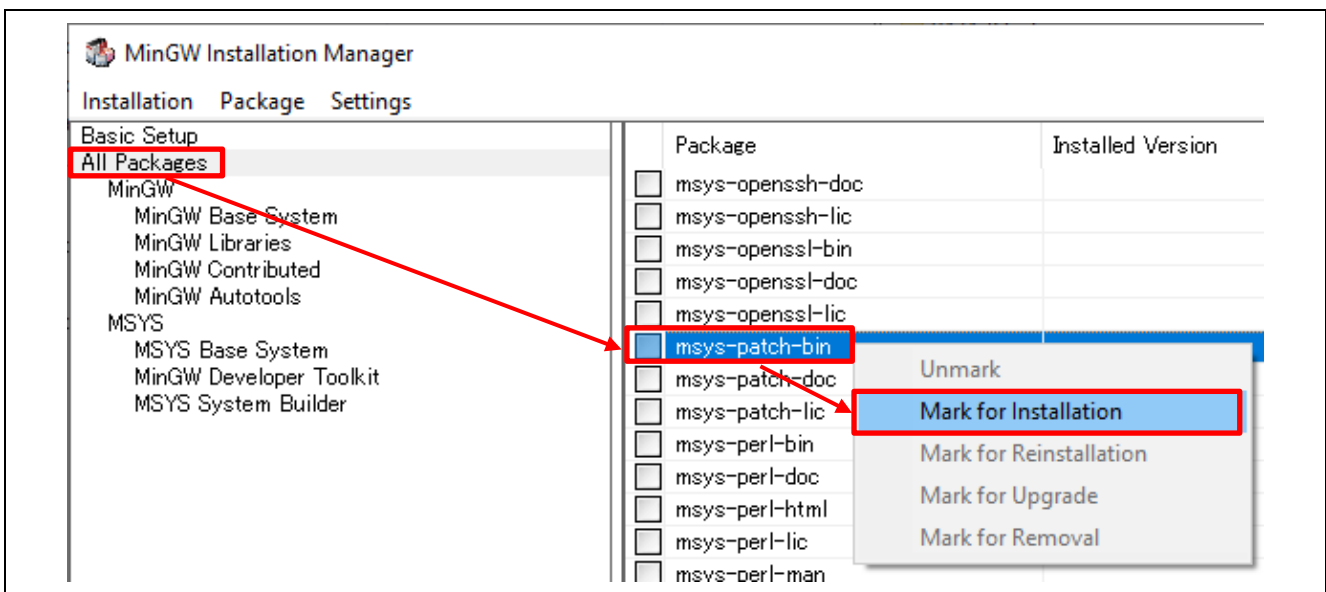 MinGW Installation Manager
Installation Package Settings
Basic Setup
All Packages
MinGW
MinGW Base System
MinGW Libraries
MinGW Contributed
MinGW Autotools
MSYS
MSYS Base System
MinGW Developer Toolkit
MSYS System Builder
Package Installed Version
msys-openssh-doc
msys-openssh-lic
msys-openssl-bin
msys-openssl-doc
msys-openssl-lic
msys-patch-bin
msys-patch-doc
msys-patch-lic
msys-perl-bin
msys-perl-doc
msys-perl-html
msys-perl-lic
msys-perl-man
Unmark
Mark for Installation
Mark for Reinstallation
Mark for Upgrade
Mark for Removal